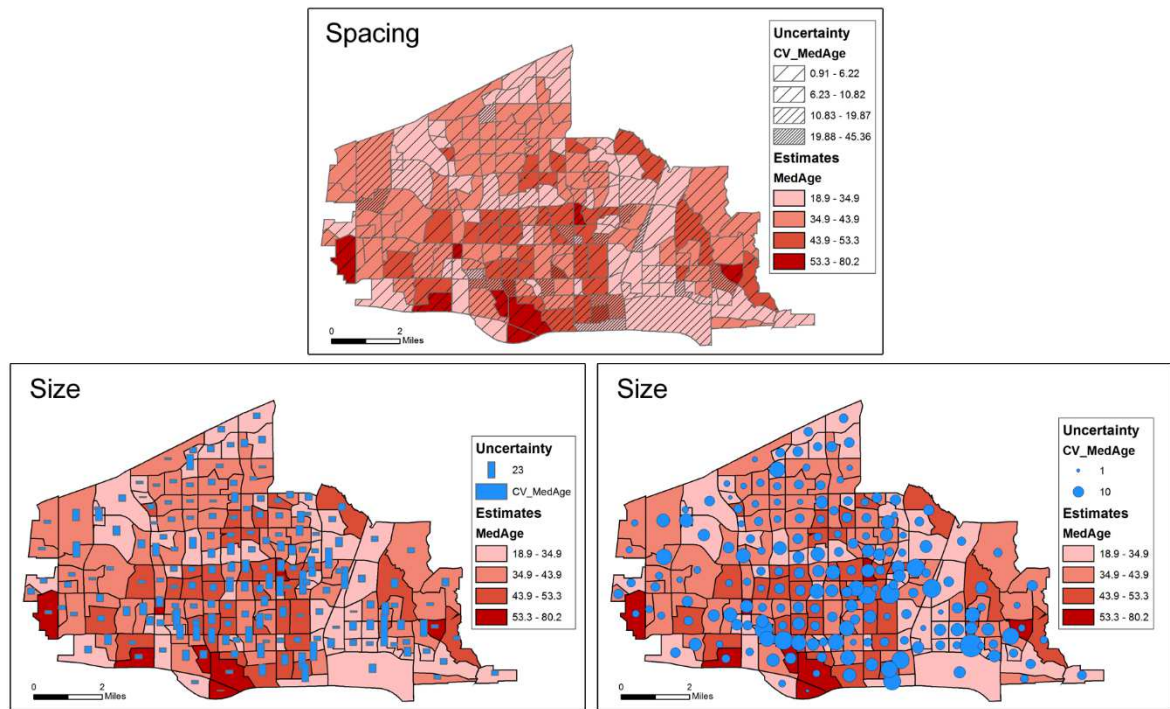 Spacing
Uncertainty
CV_MedAge
0.91 - 6.22
6.23 - 10.82
10.83 - 19.87
19.88 - 45.36
Estimates
MedAge
18.9 - 34.9
34.9 - 43.9
43.9 - 53.3
53.3 - 80.2
0 2
Miles
Size
Uncertainty
23
CV_MedAge
Estimates
MedAge
18.9 - 34.9
34.9 - 43.9
43.9 - 53.3
53.3 - 80.2
0 2
Miles
Size
Uncertainty
CV_MedAge
1
10
Estimates
MedAge
18.9 - 34.9
34.9 - 43.9
43.9 - 53.3
53.3 - 80.2
0 2
Miles